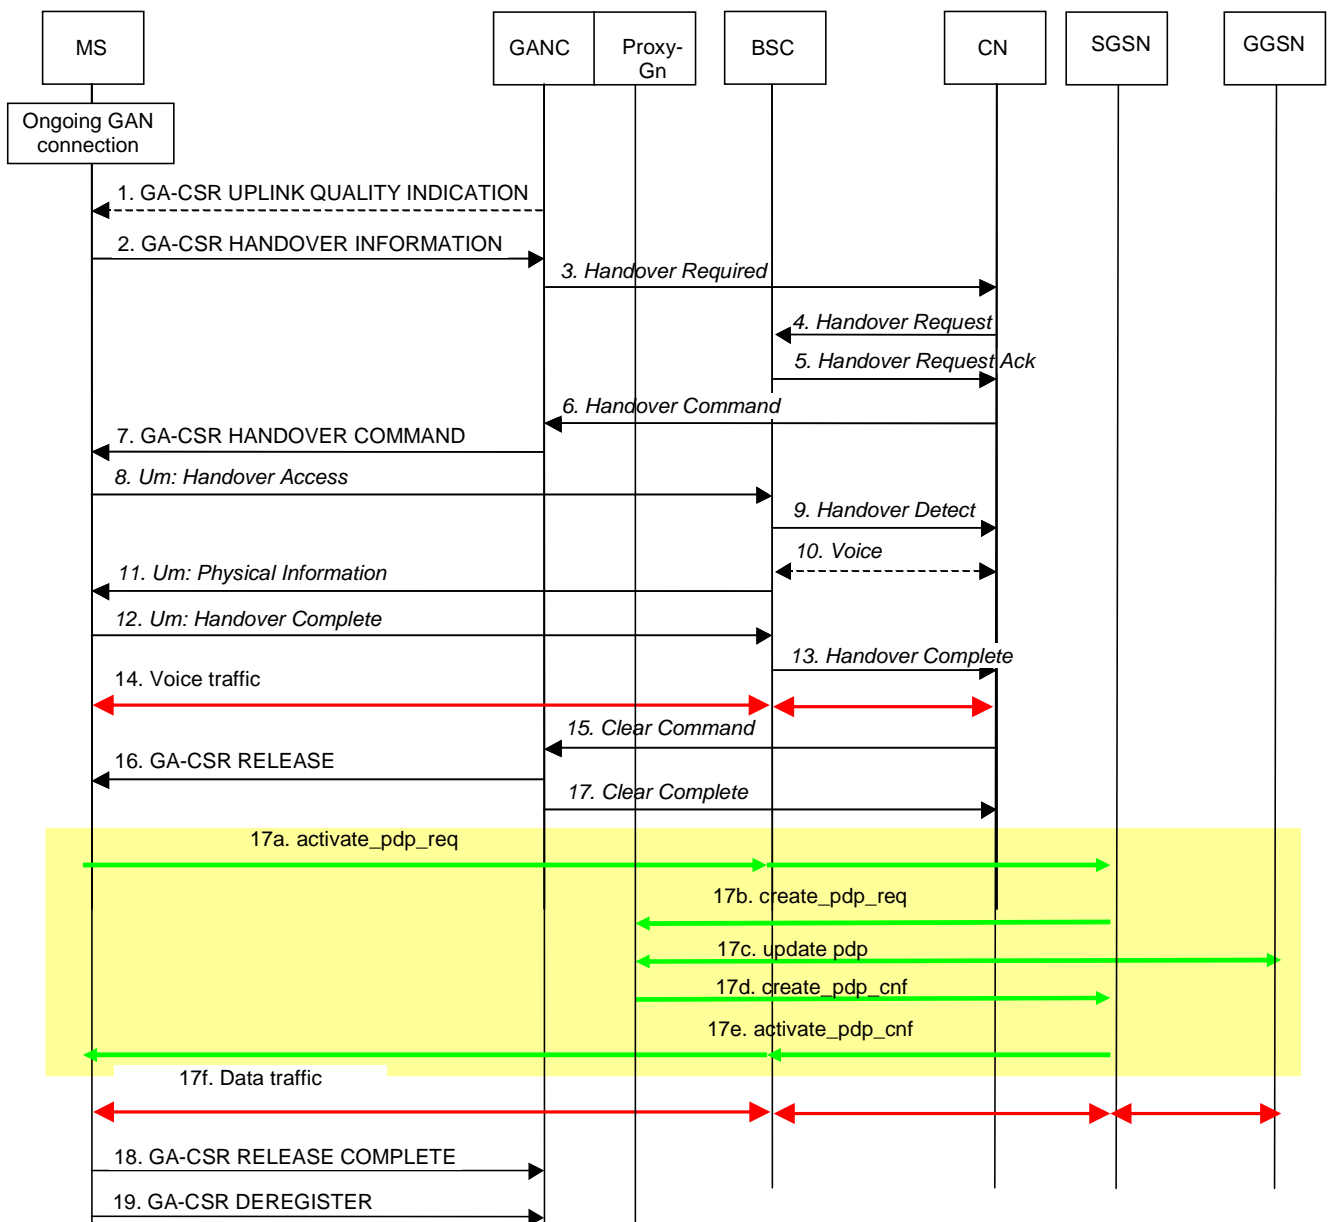 MS
GANC
Proxy-
Gn
BSC
CN
SGSN
GGSN
Ongoing GAN
connection
1. GA-CSR UPLINK QUALITY INDICATION
2. GA-CSR HANDOVER INFORMATION
3. Handover Required
4. Handover Request
5. Handover Request Ack
6. Handover Command
7. GA-CSR HANDOVER COMMAND
8. Um: Handover Access
9. Handover Detect
10. Voice
11. Um: Physical Information
12. Um: Handover Complete
13. Handover Complete
14. Voice traffic
15. Clear Command
16. GA-CSR RELEASE
17. Clear Complete
17a. activate_pdp_req
17b. create_pdp_req
17c. update pdp
17d. create_pdp_cnf
17e. activate_pdp_cnf
17f. Data traffic
18. GA-CSR RELEASE COMPLETE
19. GA-CSR DEREGISTER